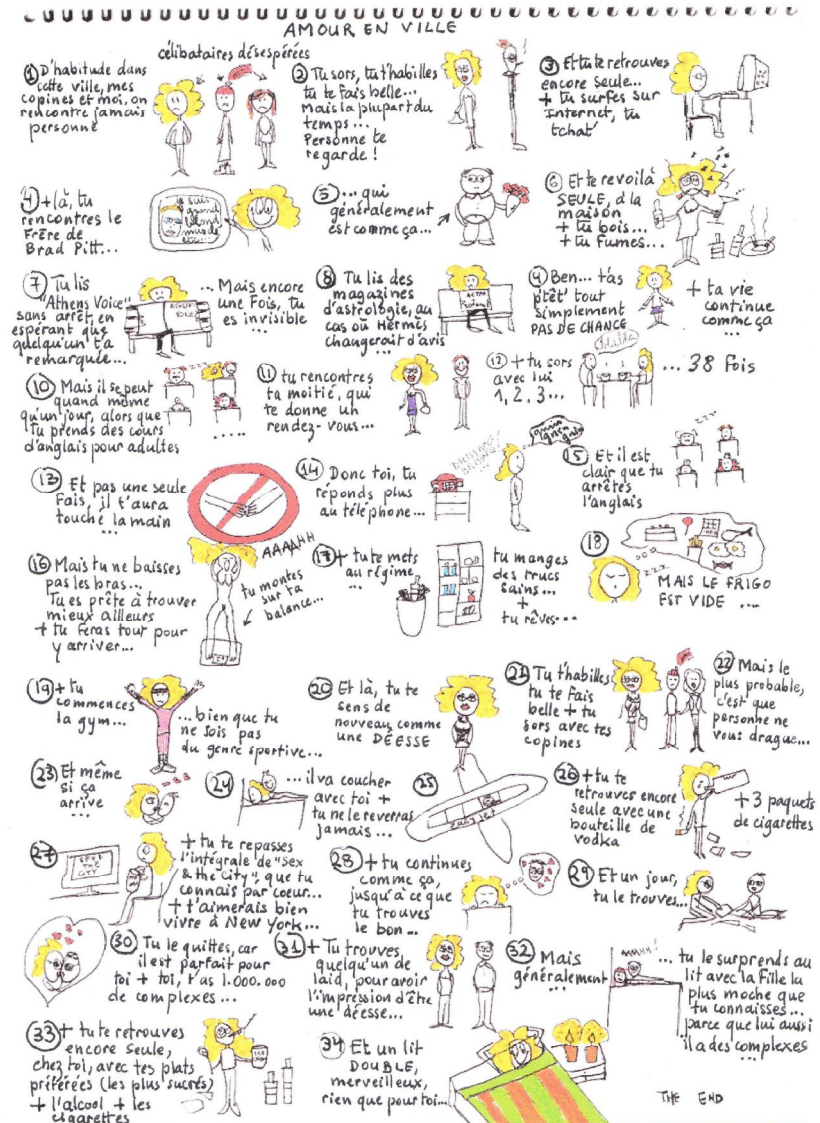 AMOUR EN VILLE
célibataires désespérées
① D'habitude dans
cette ville, mes
copines et moi, on
rencontre jamais
personne
② Tu sors, tu t'habilles
tu te fais belle...
Mais la plupart du
temps...
Personne te
regarde !
③ Et tu te retrouves
encore seule...
+ tu surfes sur
Internet, tu
tchat'
④ + là, tu
rencontres le
Frère de
Brad Pitt...
je suis
grand
blond
musclé
etc...
⑤ ... qui
généralement
est comme ça...
⑥ Et te revoilà
SEULE, à la
maison
+ tu bois...
+ tu fumes...
⑦ Tu lis
"Athens Voice"
sans arrêt, en
espérant que
quelqu'un t'a
remarquée...
ATHENS
VOICE
... Mais encore
une Fois, tu
es invisible
...
⑧ Tu lis des
magazines
d'astrologie, au
cas où Hermès
changerait d'avis
...
⑨ Ben... t'as
ptêt' tout
simplement
PAS DE CHANCE
+ ta vie
continue
comme ça
...
⑩ Mais il se peut
quand même
qu'un jour, alors que
tu prends des cours
d'anglais pour adultes
.....
⑪ tu rencontres
ta moitié, qui
te donne un
rendez-vous...
⑫ + tu sors
avec lui
1, 2, 3...
... 38 Fois
⑬ Et pas une seule
Fois, il t'aura
touché la main
...
⑭ Donc toi, tu
réponds plus
au téléphone...
⑮ Et il est
clair que tu
arrêtes
l'anglais
⑯ Mais tu ne baisses
pas les bras...
Tu es prête à trouver
mieux ailleurs
+ tu feras tout pour
y arriver...
AAAAHH
tu montes
sur ta
balance...
⑰ + tu te mets
au régime
...
tu manges
des trucs
sains...
+
tu rêves...
⑱
zzz
MAIS LE FRIGO
EST VIDE ....
⑲ + tu
commences
la gym...
...bien que tu
ne sois pas
du genre sportive...
⑳ Et là, tu te
sens de
nouveau comme
une DÉESSE
㉑ Tu t'habilles
tu te fais
belle + tu
sors avec tes
copines
㉒ Mais le
plus probable,
c'est que
personne ne
vous drague...
㉓ Et même
si ça
arrive
...
㉔ ... il va coucher
avec toi +
tu ne le reverras
jamais...
㉕
easy jet
㉖ + tu te
retrouves encore
seule avec une
bouteille de
vodka
+ 3 paquets
de cigarettes
㉗
SEX &
THE
CITY
+ tu te repasses
l'intégrale de "Sex
& the City", que tu
connais par coeur...
+ t'aimerais bien
vivre à New York...
㉘ + tu continues
comme ça,
jusqu'à ce que
tu trouves
le bon...
㉙ Et un jour,
tu le trouves...
㉚ Tu le quittes, car
il est parfait pour
toi + toi, t'as 1.000.000
de complexes...
㉛ + Tu trouves
quelqu'un de
laid, pour avoir
l'impression d'être
une déesse...
㉜ Mais
généralement
...
... tu le surprends au
lit avec la Fille la
plus moche que
tu connaisses...
parce que lui aussi
il a des complexes
㉝ + tu te retrouves
encore seule,
chez toi, avec tes plats
préférées (les plus sucrés)
+ l'alcool + les
cigarettes
㉞ Et un lit
DOUBLE,
merveilleux,
rien que pour toi...
THE END